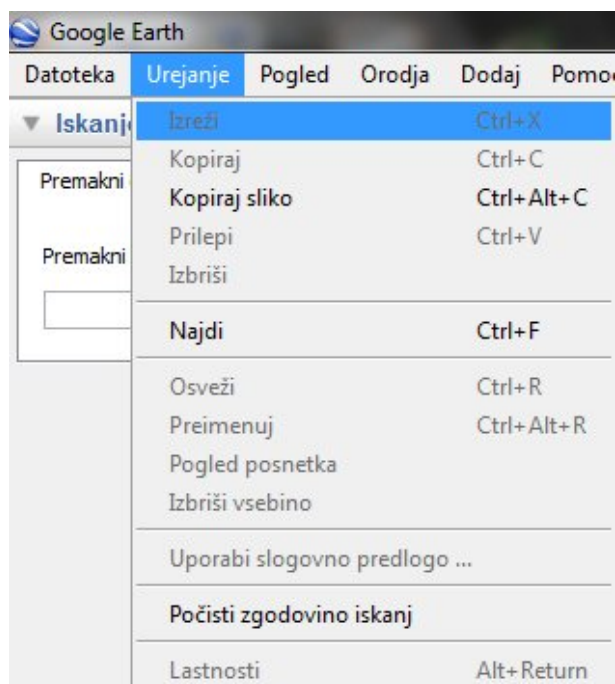 Google Earth
Datoteka Urejanje Pogled Orodja Dodaj
Iskanje
Izreži Ctrl+X
Kopiraj Ctrl+C
Premakni
Kopiraj sliko Ctrl+Alt+C
Prilepi Ctrl+V
Premakni
Izbriši
Najdi Ctrl+F
Osveži Ctrl+R
Preimenuj Ctrl+Alt+R
Pogled posnetka
Izbriši vsebino
Uporabi slogovno predlogo ...
Počisti zgodovino iskanj
Lastnosti Alt+Return